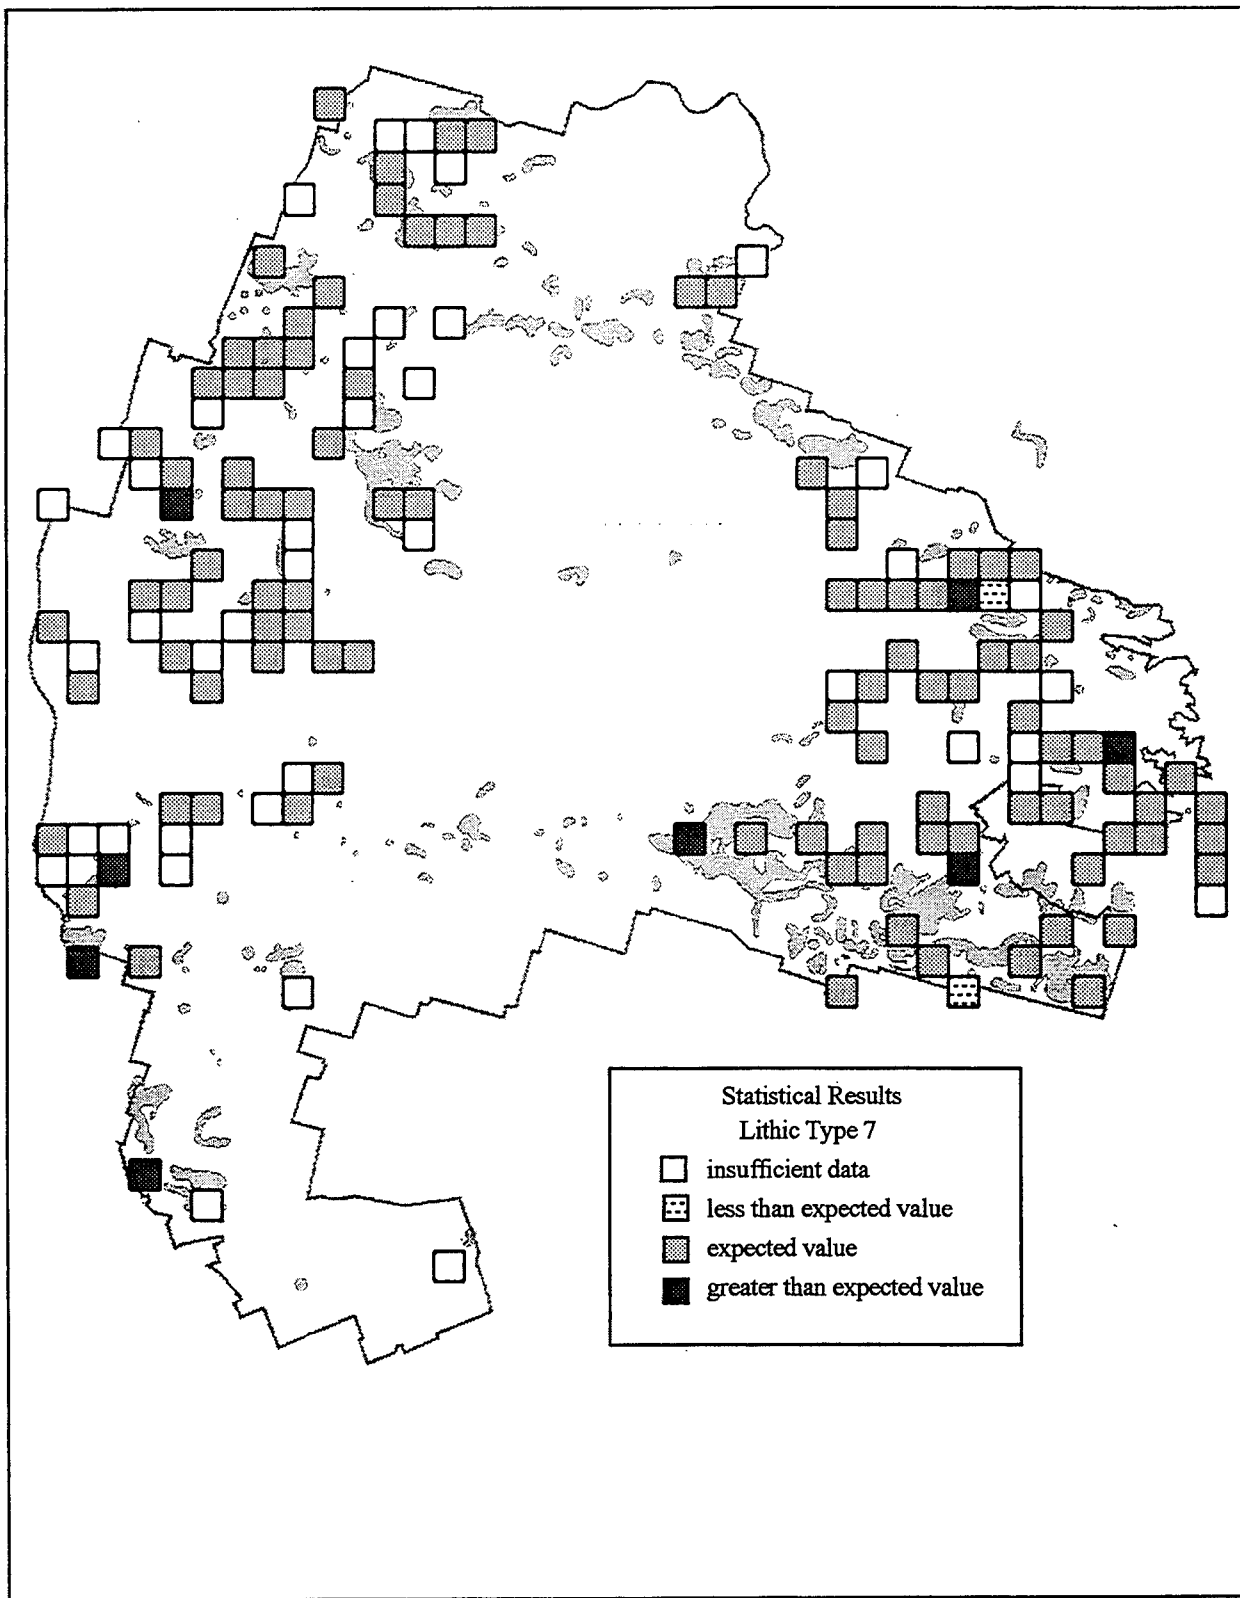 Statistical Results
Lithic Type 7
insufficient data
less than expected value
expected value
greater than expected value